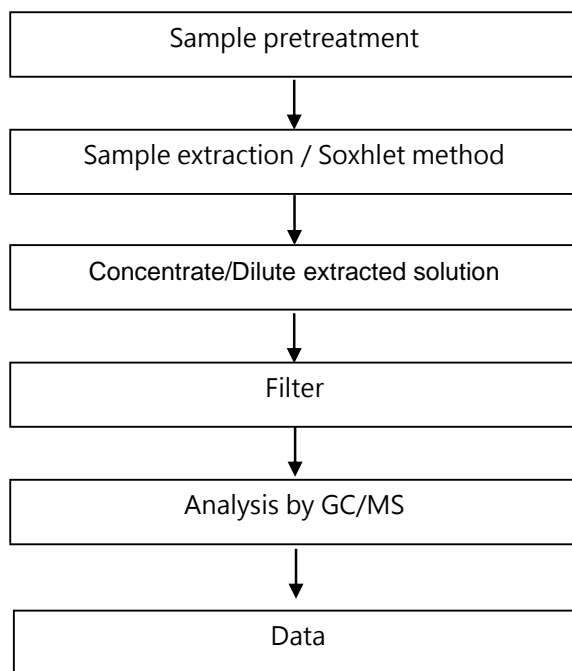 Sample pretreatment
Sample extraction / Soxhlet method
Concentrate/Dilute extracted solution
Filter
Analysis by GC/MS
Data